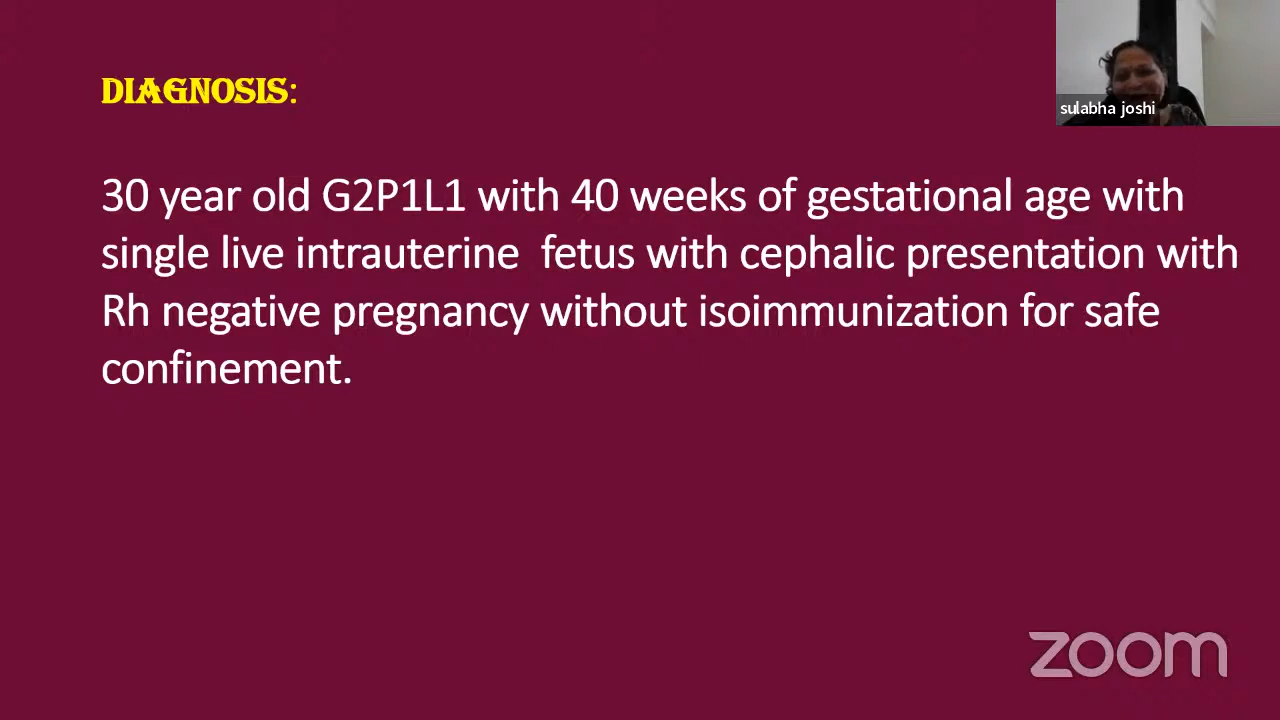 DIAGNOSIS:
sulabha joshi
30 year old G2P1L1 with 40 weeks of gestational age with
single live intrauterine  fetus with cephalic presentation with
Rh negative pregnancy without isoimmunization for safe
confinement.
zoom